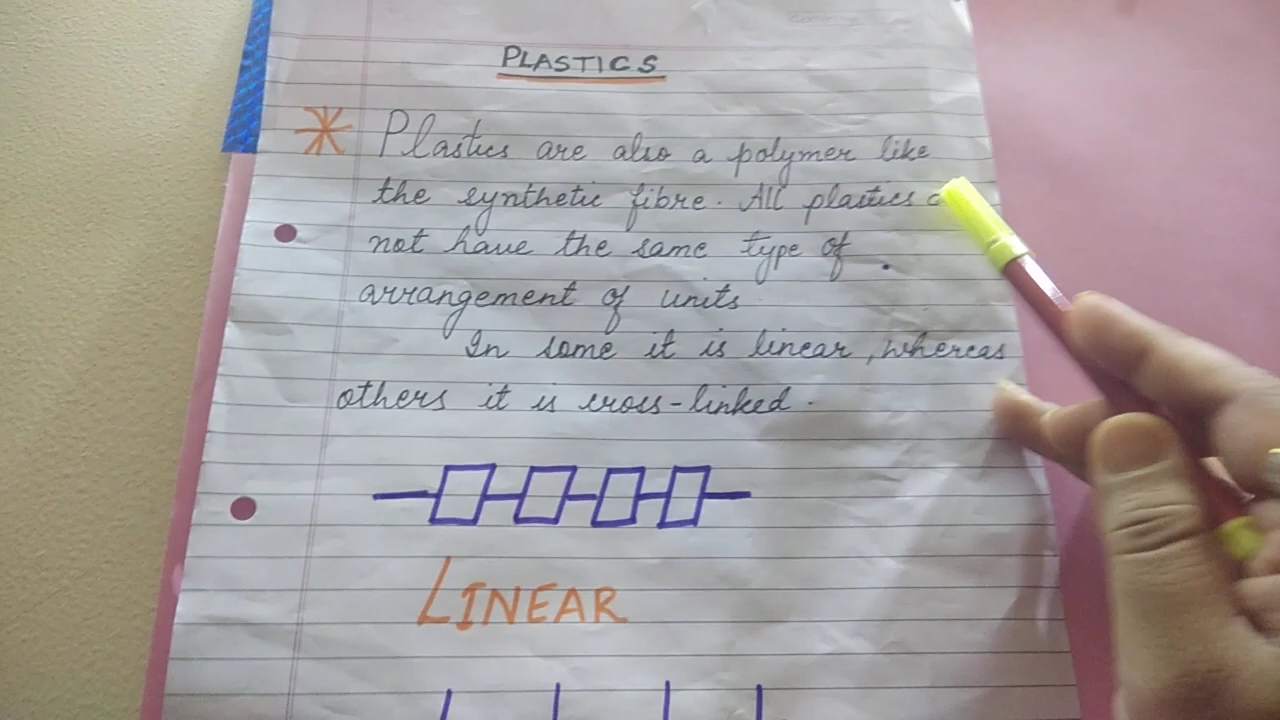 PLASTICS
Plastics are also a polymer like
the synthetic fibre. All plastics
not have the same type of
arrangement of units
In some it is linear, whereas
others it is cross-linked.
LINEAR